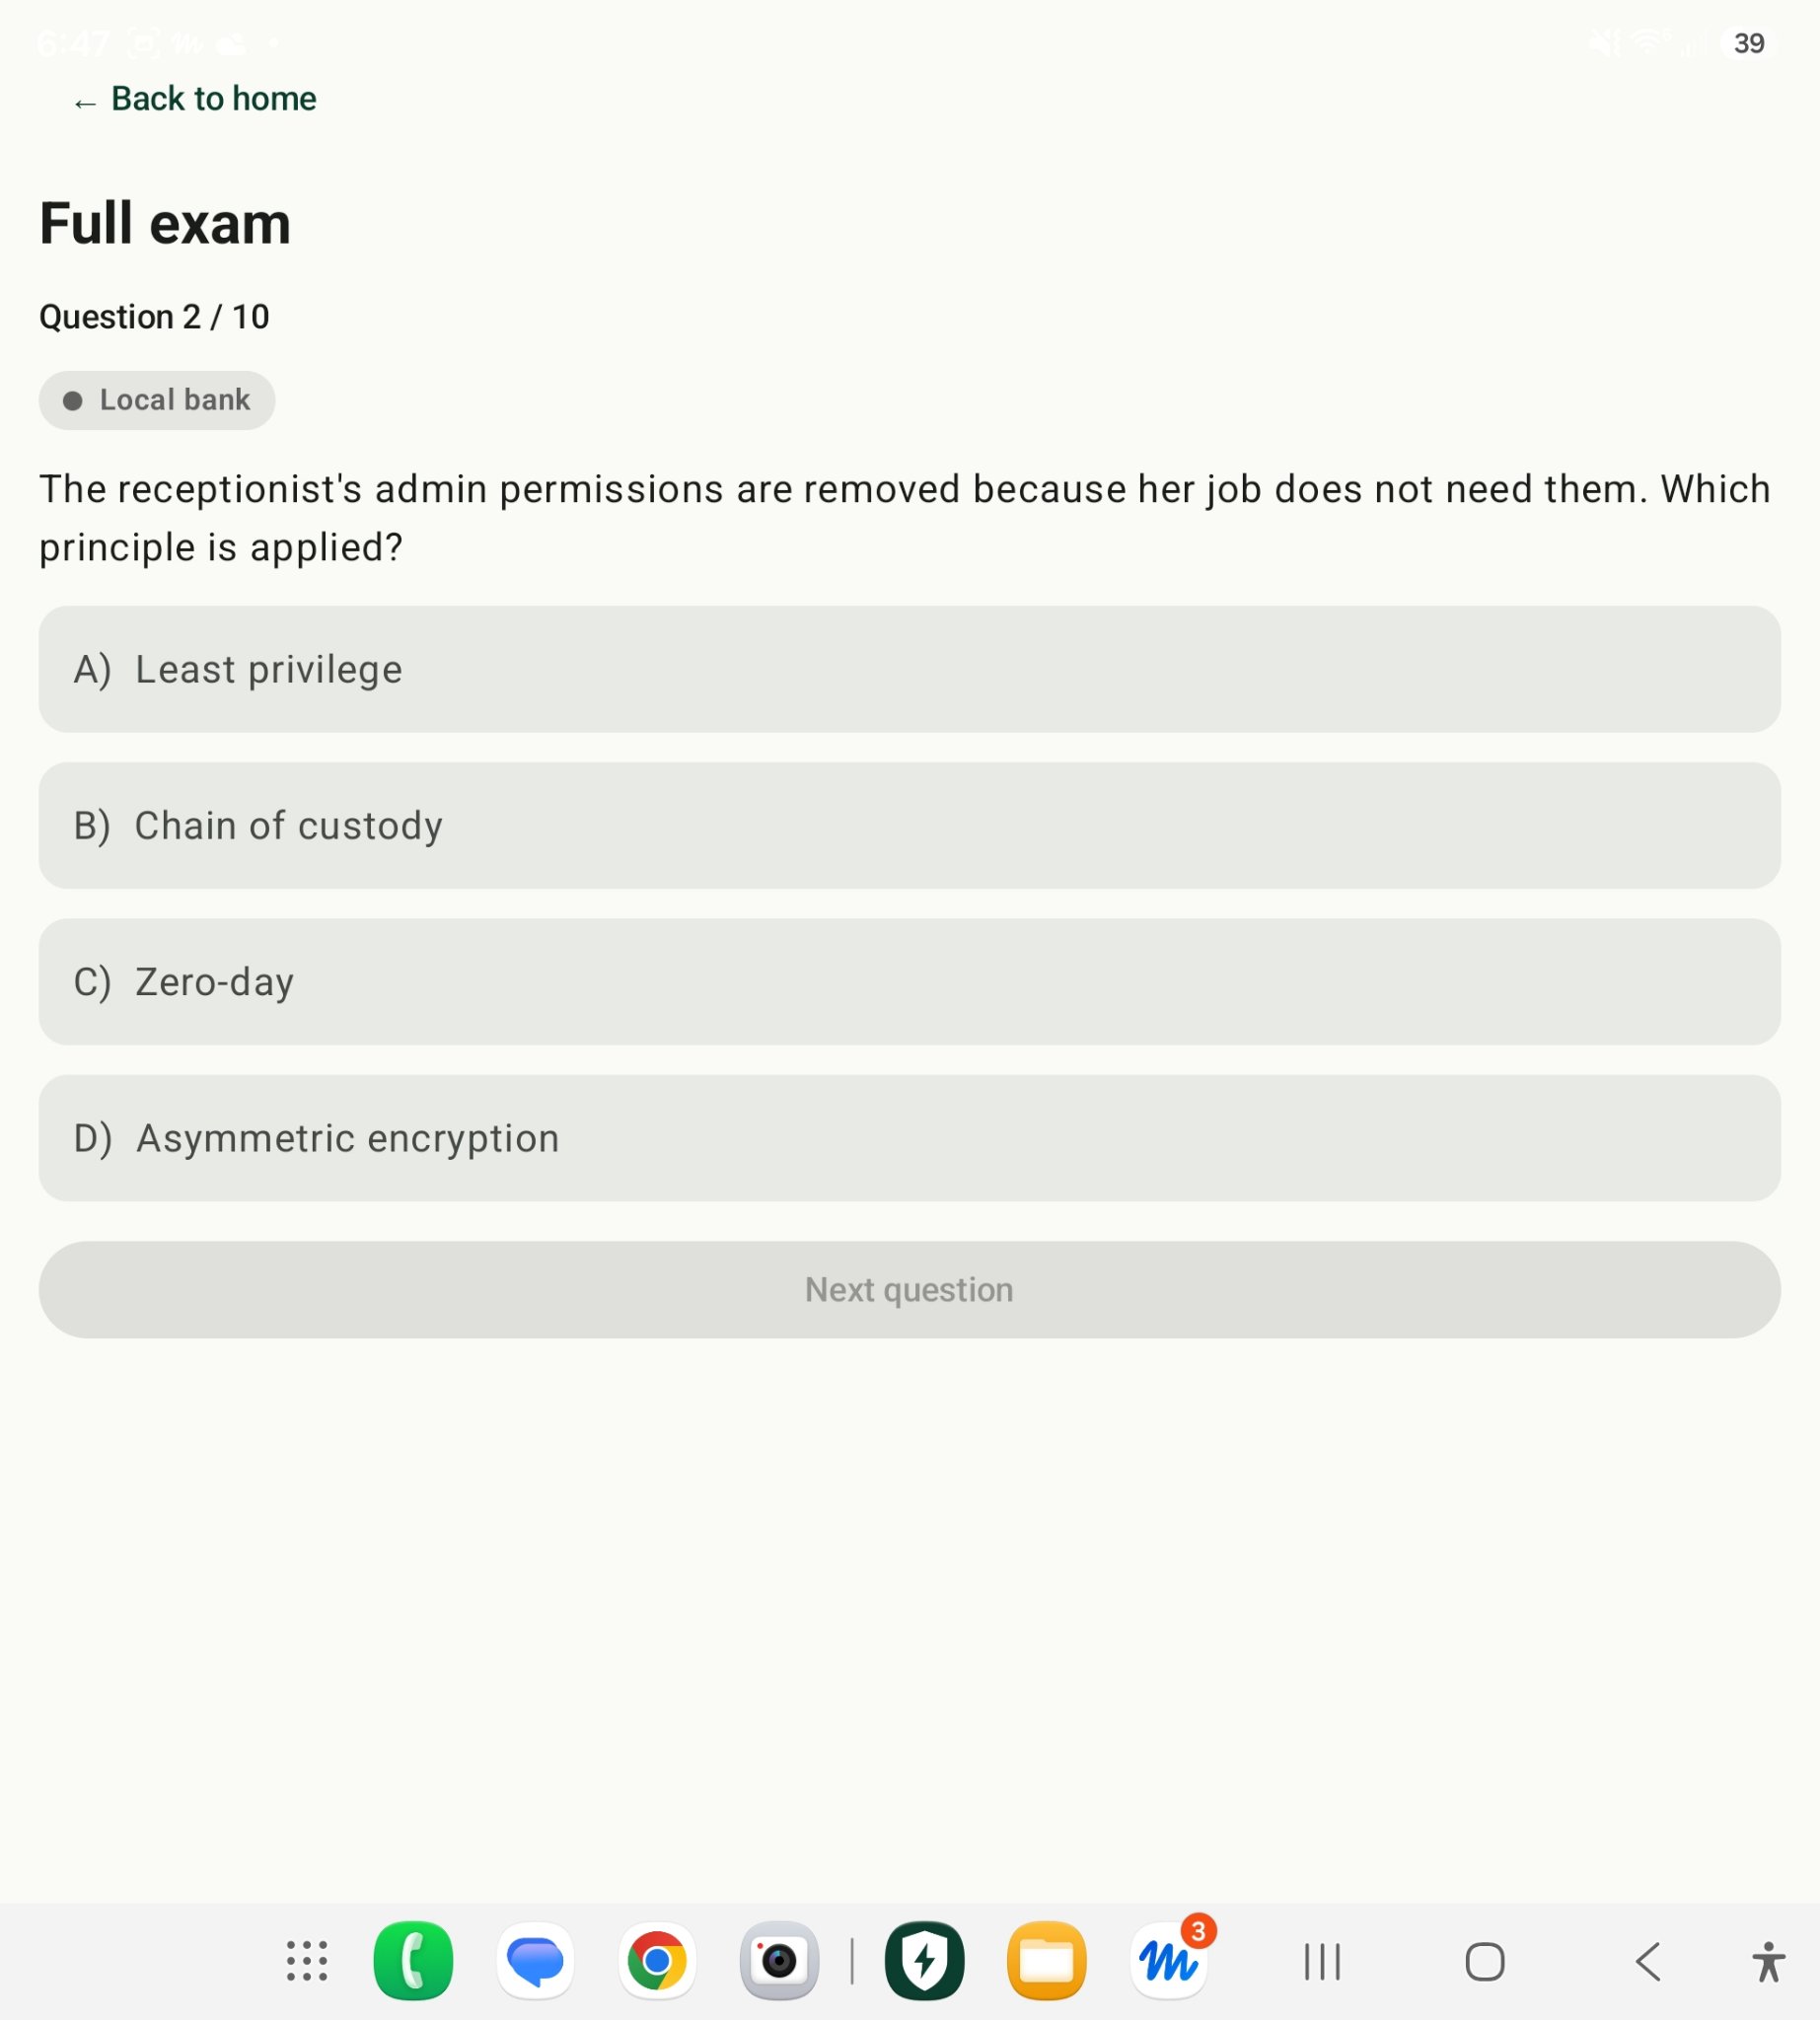 6:47
39
← Back to home
Full exam
Question 2 / 10
Local bank
The receptionist's admin permissions are removed because her job does not need them. Which
principle is applied?
A) Least privilege
B) Chain of custody
C) Zero-day
D) Asymmetric encryption
Next question
3